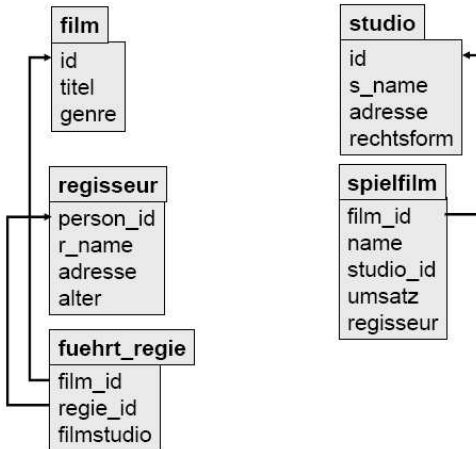 film
id
titel
genre
regisseur
person_id
r_name
adresse
alter
fuehrt_regie
film_id
regie_id
filmstudio
studio
id
s_name
adresse
rechtsform
spielfilm
film_id
name
studio_id
umsatz
regisseur